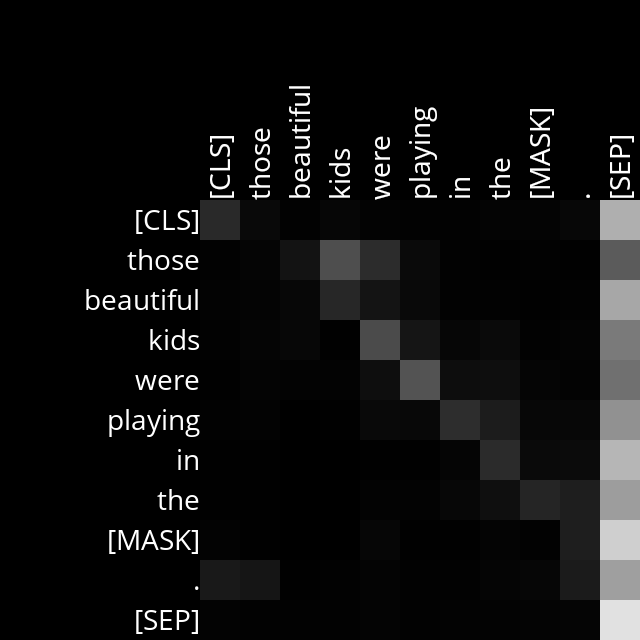 [CLS]
those
beautiful
kids
were
playing
in
the
[MASK]
.
[SEP]
[CLS]
those
beautiful
kids
were
playing
in
the
[MASK]
.
[SEP]